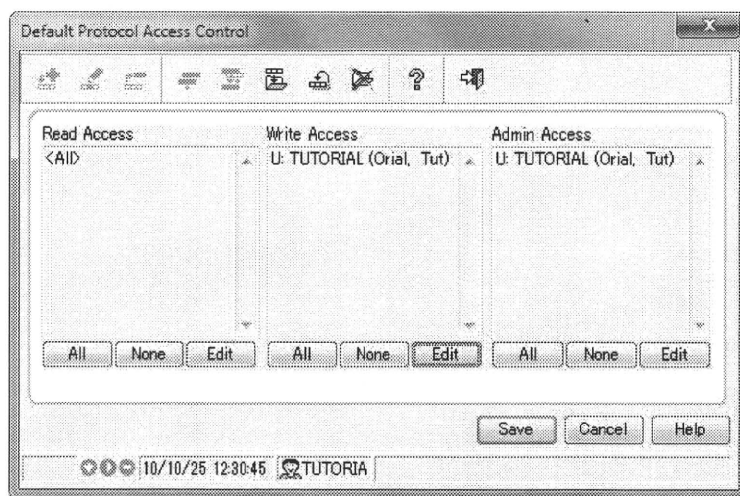 Default Protocol Access Control
Read Access
<All>
All None Edit
Write Access
U: TUTORIAL (Orial, Tut)
All None Edit
Admin Access
U: TUTORIAL (Orial, Tut)
All None Edit
Save Cancel Help
10/10/25 12:30:45 TUTORIA